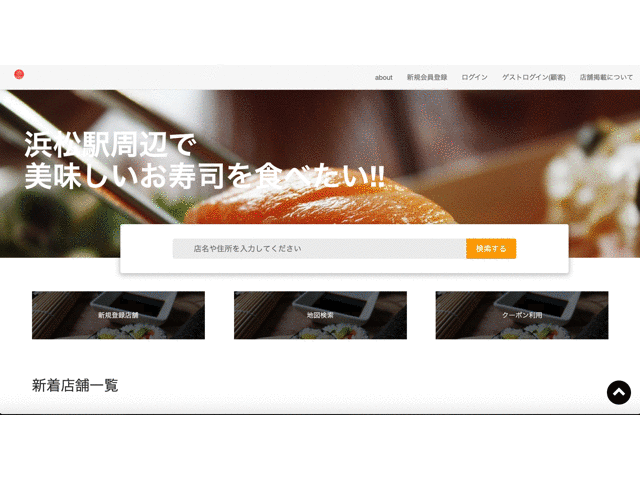 about 新規会員登録 ログイン ゲストログイン(顧客) 店舗掲載について
浜松駅周辺で
美味しいお寿司を食べたい!!
店名や住所を入力してください 検索する
新規登録店舗 地図検索 クーポン利用
新着店舗一覧